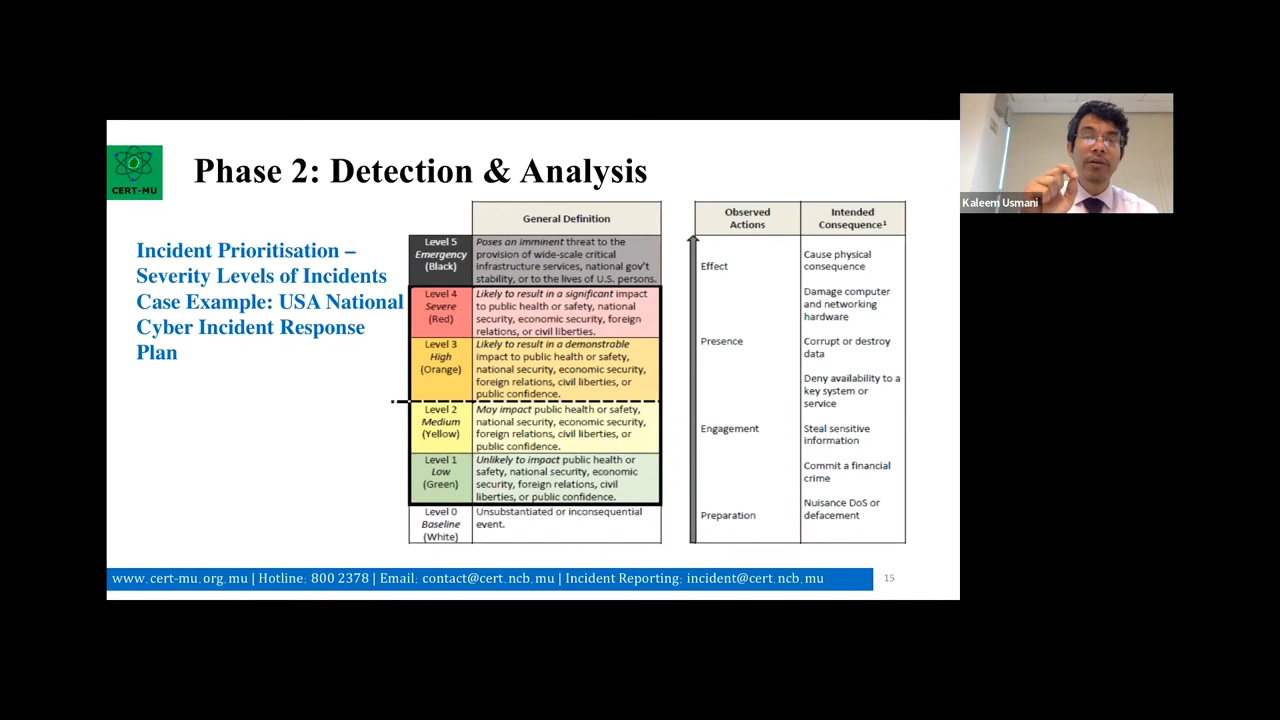 Phase 2: Detection & Analysis
CERT-MU
Incident Prioritisation –
Severity Levels of Incidents
Case Example: USA National
Cyber Incident Response
Plan
General Definition
Level 5
Emergency
(Black)
Poses an imminent threat to the
provision of wide-scale critical
infrastructure services, national gov't
stability, or to the lives of U.S. persons.
Level 4
Severe
(Red)
Likely to result in a significant impact
to public health or safety, national
security, economic security, foreign
relations, or civil liberties.
Level 3
High
(Orange)
Likely to result in a demonstrable
impact to public health or safety,
national security, economic security,
foreign relations, civil liberties, or
public confidence.
Level 2
Medium
(Yellow)
May impact public health or safety,
national security, economic security,
foreign relations, civil liberties, or
public confidence.
Level 1
Low
(Green)
Unlikely to impact public health or
safety, national security, economic
security, foreign relations, civil
liberties, or public confidence.
Level 0
Baseline
(White)
Unsubstantiated or inconsequential
event.
Observed
Actions
Intended
Consequence1
Effect
Presence
Engagement
Preparation
Cause physical
consequence
Damage computer
and networking
hardware
Corrupt or destroy
data
Deny availability to a
key system or
service
Steal sensitive
information
Commit a financial
crime
Nuisance DoS or
defacement
www.cert-mu.org.mu | Hotline: 800 2378 | Email: contact@cert.ncb.mu | Incident Reporting: incident@cert.ncb.mu
15
Kaleem Usmani